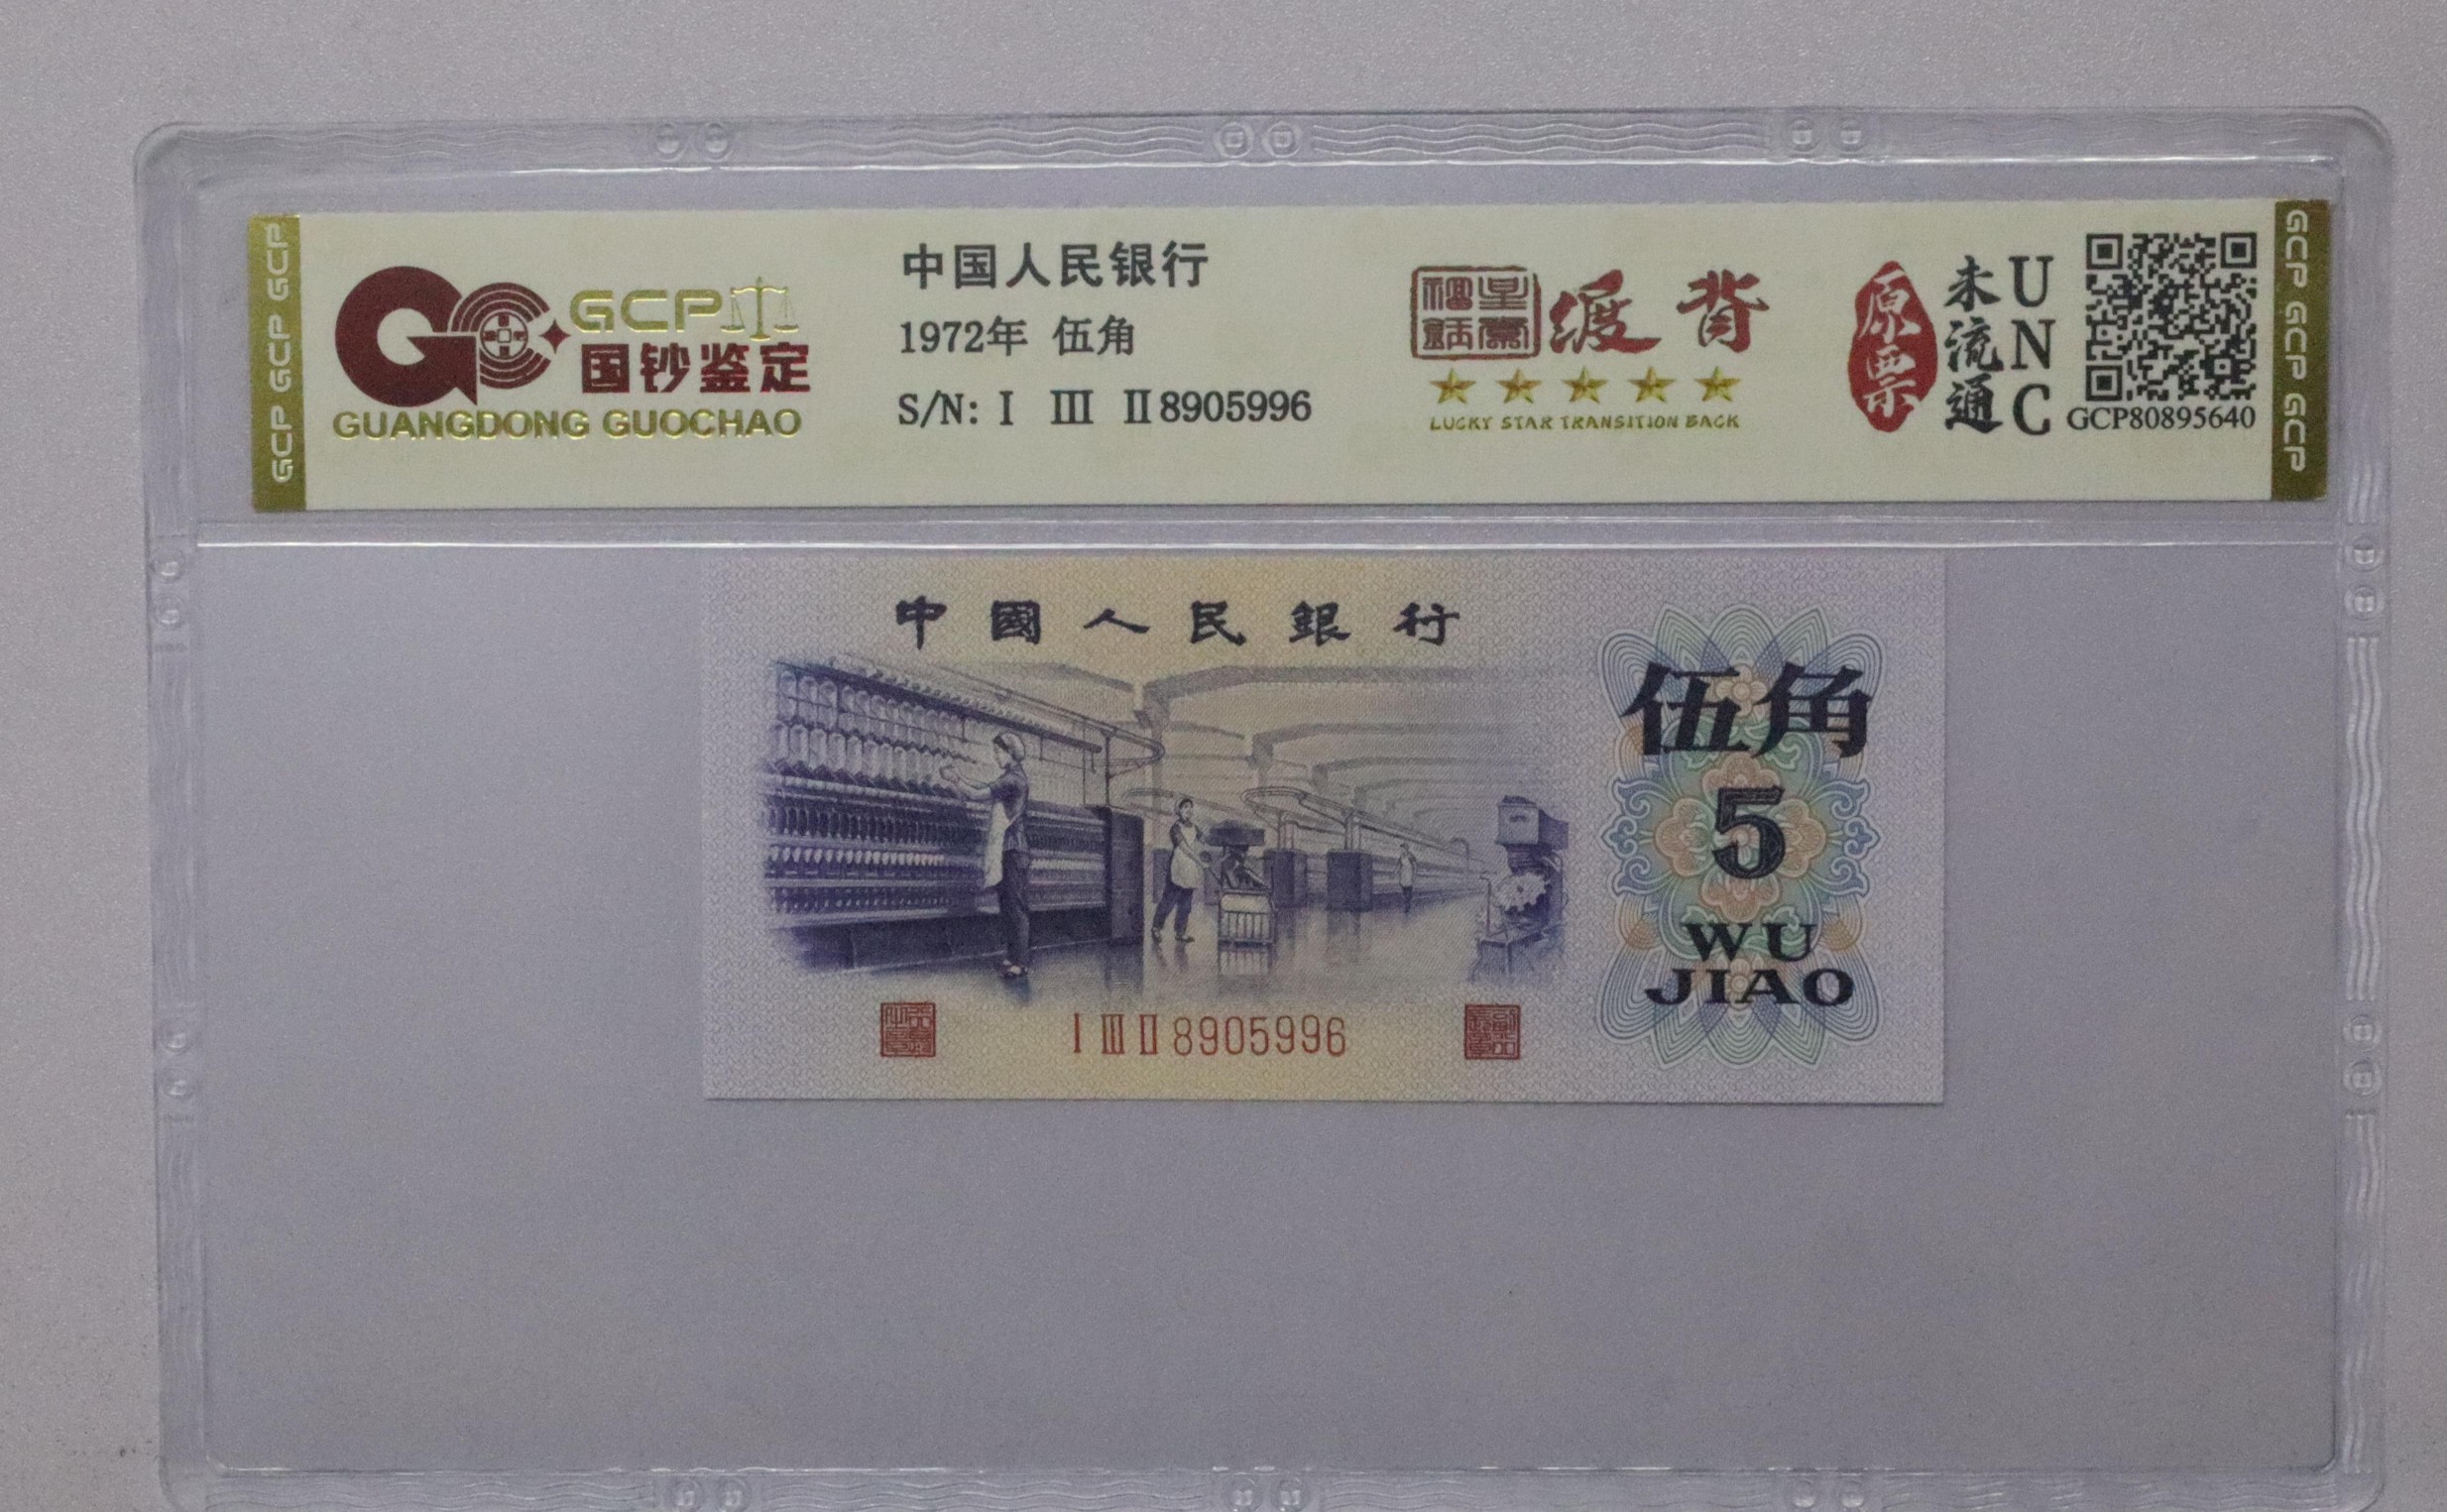 GCP GCP GCP
GCP
国钞鉴定
GUANGDONG GUOCHAO
中国人民银行
1972年 伍角
S/N: I III II8905996
背
LUCKY STAR TRANSITION BACK
原票
未流通
UNC
GCP80895640
GCP GCP GCP
中國人民銀行
伍角
5
WU
JIAO
I III II 8905996